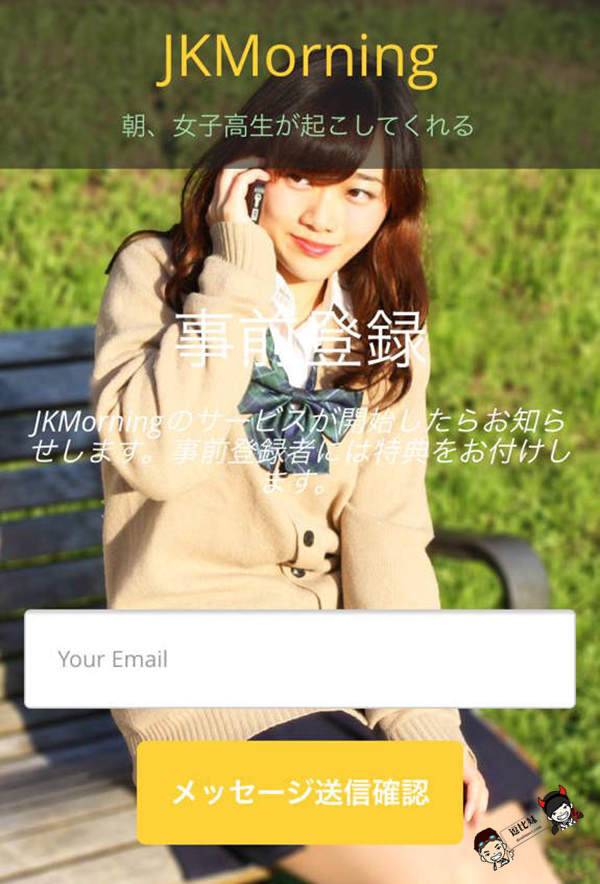 JKMorning
朝、女子高生が起こしてくれる
事前登録
JKMorningのサービスが開始したらお知ら
せします。事前登録者には特典をお付けし
ます。
Your Email
メッセージ送信確認
逗比妹